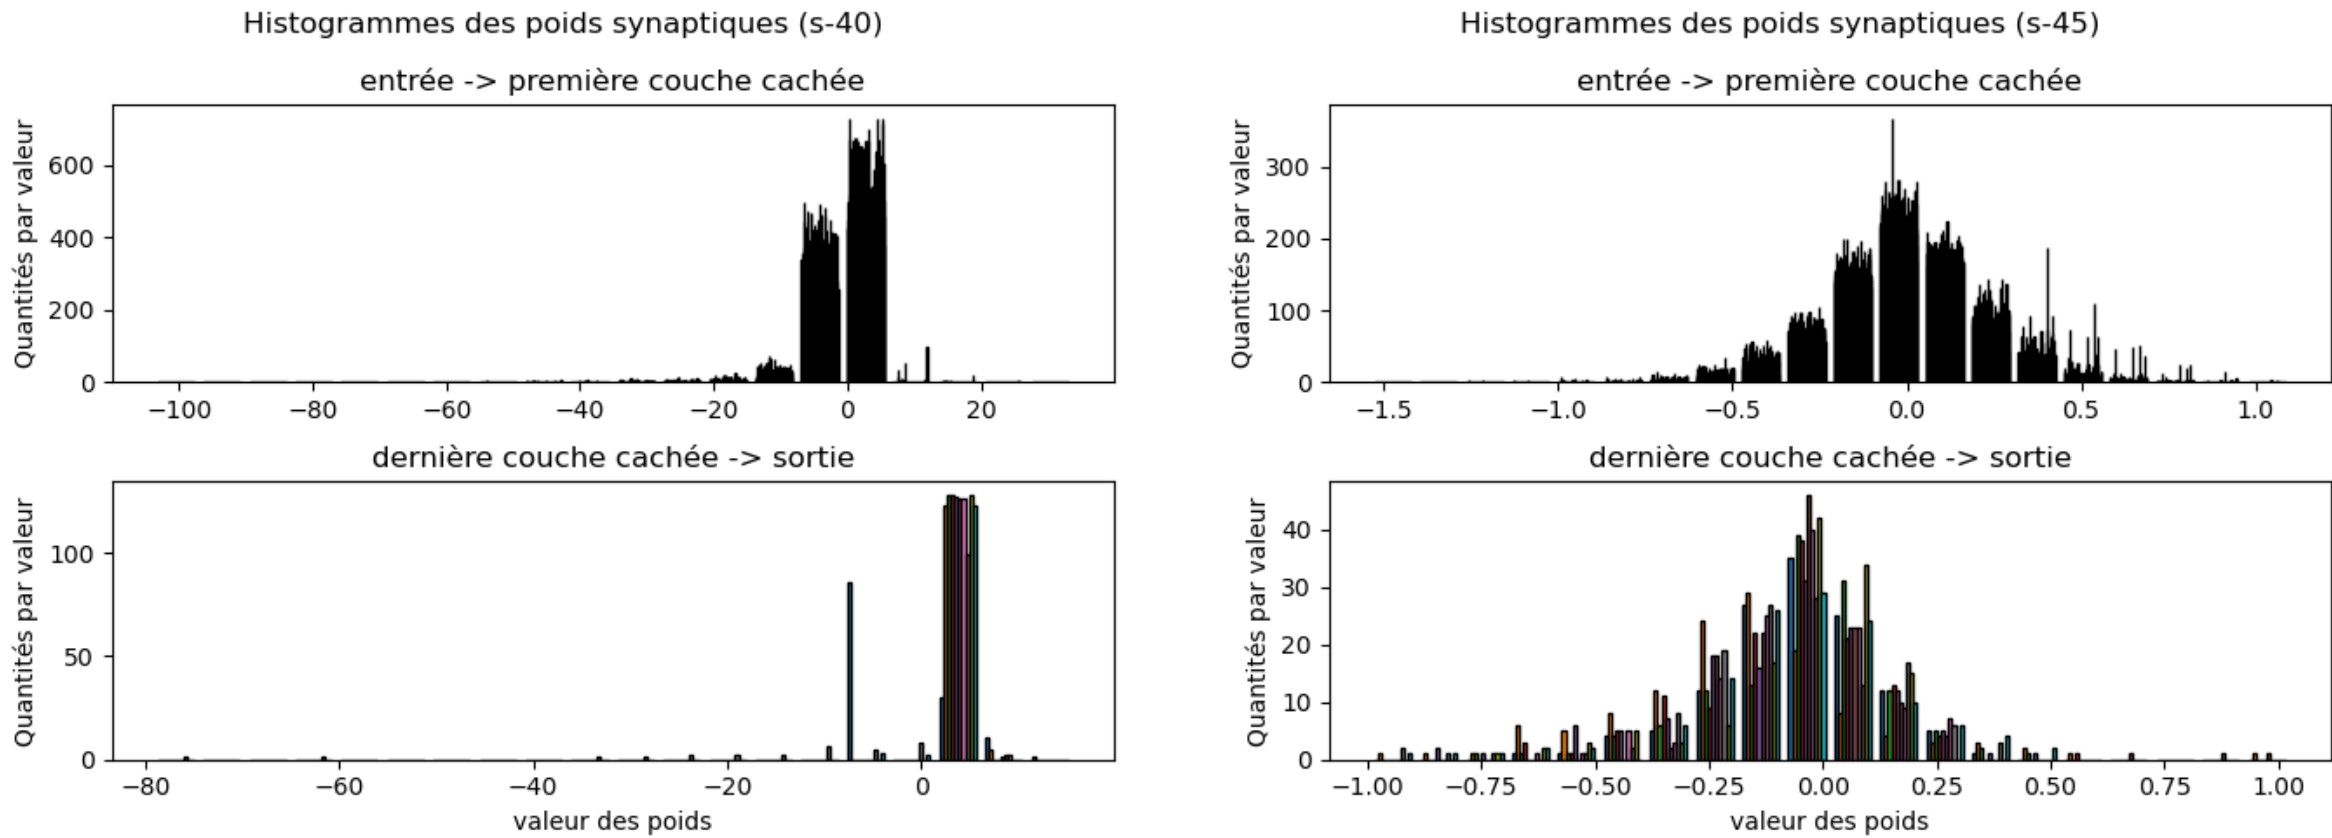 Histogrammes des poids synaptiques (s-40)
entrée -> première couche cachée
Quantités par valeur
600
400
200
0
−100 −80 −60 −40 −20 0 20
dernière couche cachée -> sortie
Quantités par valeur
100
50
0
−80 −60 −40 −20 0
valeur des poids
Histogrammes des poids synaptiques (s-45)
entrée -> première couche cachée
Quantités par valeur
300
200
100
0
−1.5 −1.0 −0.5 0.0 0.5 1.0
dernière couche cachée -> sortie
Quantités par valeur
40
30
20
10
0
−1.00 −0.75 −0.50 −0.25 0.00 0.25 0.50 0.75 1.00
valeur des poids